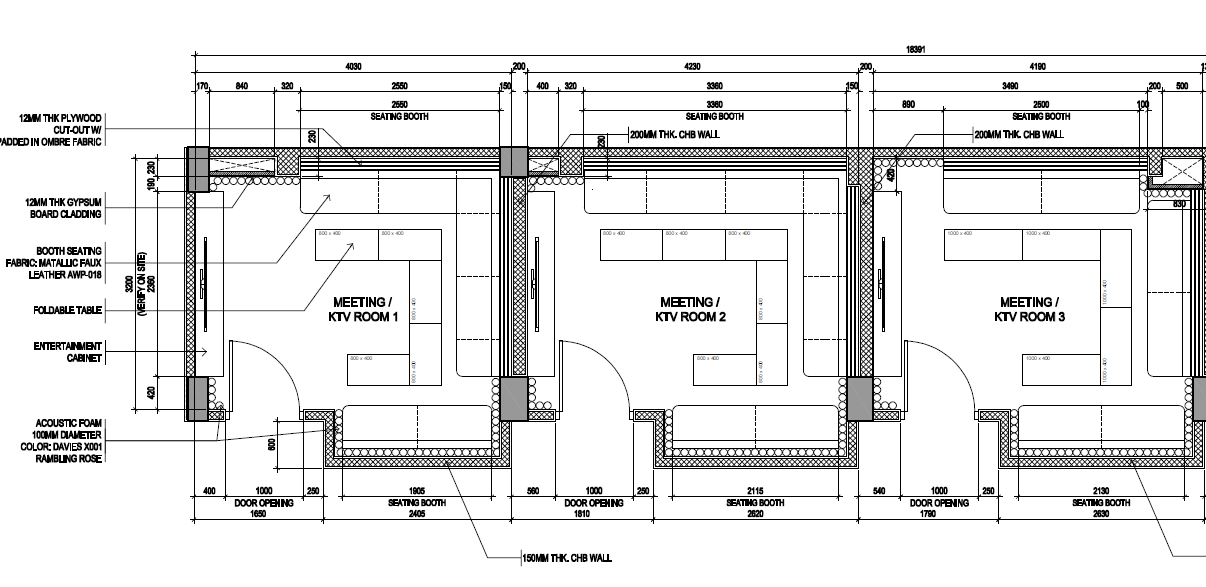 18391
4030
200
4230
200
4190
170
840
320
2550
150
400
320
3360
150
3490
200
500
2550
3360
890
2500
100
SEATING BOOTH
SEATING BOOTH
SEATING BOOTH
12MM THK PLYWOOD
CUT-OUT W/
PADDED IN OMBRE FABRIC
230
230
200MM THK. CHB WALL
200MM THK. CHB WALL
230
190
420
12MM THK GYPSUM
BOARD CLADDING
830
800 x 400
800 x 400
800 x 400
800 x 400
800 x 400
1000 x 400
1000 x 400
BOOTH SEATING
FABRIC: MATALLIC FAUX
LEATHER AWP-018
3200
(VERIFY ON SITE)
2360
FOLDABLE TABLE
MEETING /
KTV ROOM 1
MEETING /
KTV ROOM 2
MEETING /
KTV ROOM 3
800 x 400
800 x 400
1000 x 400
ENTERTAINMENT
CABINET
800 x 400
800 x 400
800 x 400
800 x 400
1000 x 400
1000 x 400
420
ACOUSTIC FOAM
100MM DIAMETER
COLOR: DAVIES X001
RAMBLING ROSE
600
400
1000
250
1905
560
1000
250
2115
540
1000
250
2130
DOOR OPENING
SEATING BOOTH
DOOR OPENING
SEATING BOOTH
DOOR OPENING
SEATING BOOTH
1650
2405
1810
2620
1790
2630
150MM THK. CHB WALL